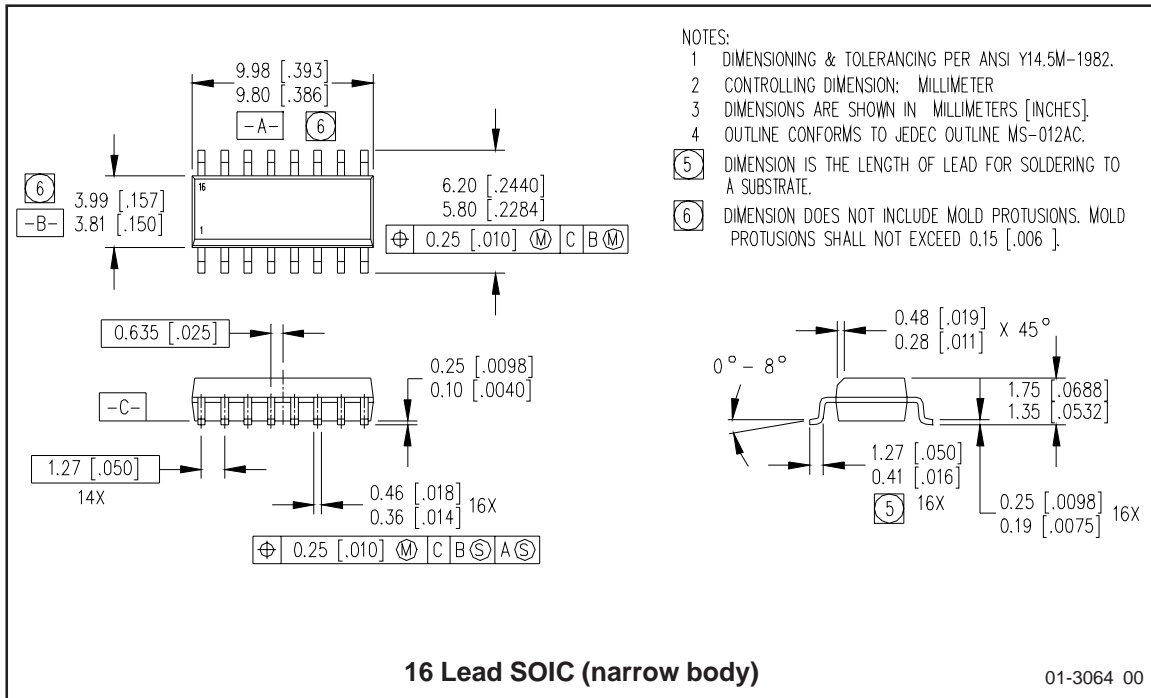 9.98 [.393]
9.80 [.386]
-A- 6
6
3.99 [.157]
3.81 [.150]
-B-
16
1
6.20 [.2440]
5.80 [.2284]
⌖ 0.25 [.010] Ⓜ C B Ⓜ
NOTES:
1 DIMENSIONING & TOLERANCING PER ANSI Y14.5M-1982.
2 CONTROLLING DIMENSION: MILLIMETER
3 DIMENSIONS ARE SHOWN IN MILLIMETERS [INCHES].
4 OUTLINE CONFORMS TO JEDEC OUTLINE MS-012AC.
5 DIMENSION IS THE LENGTH OF LEAD FOR SOLDERING TO
A SUBSTRATE.
6 DIMENSION DOES NOT INCLUDE MOLD PROTUSIONS. MOLD
PROTUSIONS SHALL NOT EXCEED 0.15 [.006 ].
0.635 [.025]
0.25 [.0098]
0.10 [.0040]
-C-
1.27 [.050]
14X
0.46 [.018]
0.36 [.014]
16X
⌖ 0.25 [.010] Ⓜ C B Ⓢ A Ⓢ
0.48 [.019]
0.28 [.011]
X 45°
0° - 8°
1.75 [.0688]
1.35 [.0532]
1.27 [.050]
0.41 [.016]
5 16X
0.25 [.0098]
0.19 [.0075]
16X
16 Lead SOIC (narrow body)
01-3064 00